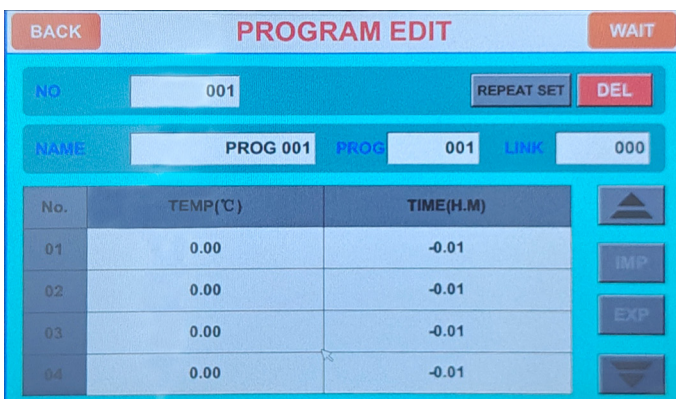 BACK PROGRAM EDIT WAIT
NO 001 REPEAT SET DEL
NAME PROG 001 PROG 001 LINK 000
No. TEMP(℃) TIME(H.M)
01 0.00 -0.01
IMP
02 0.00 -0.01
EXP
03 0.00 -0.01
04 0.00 -0.01